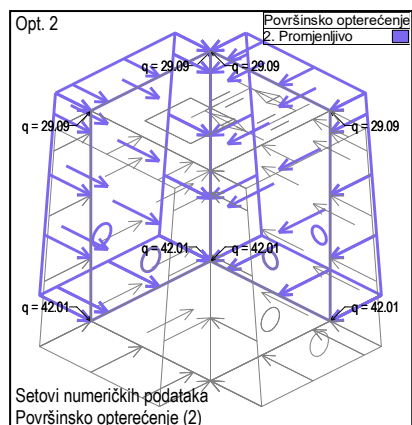 Opt. 2
Površinsko opterećenje
2. Promjenljivo
q = 29.09
q = 29.09
q = 29.09
q = 29.09
q = 42.01
q = 42.01
q = 42.01
q = 42.01
Setovi numeričkih podataka
Površinsko opterećenje (2)